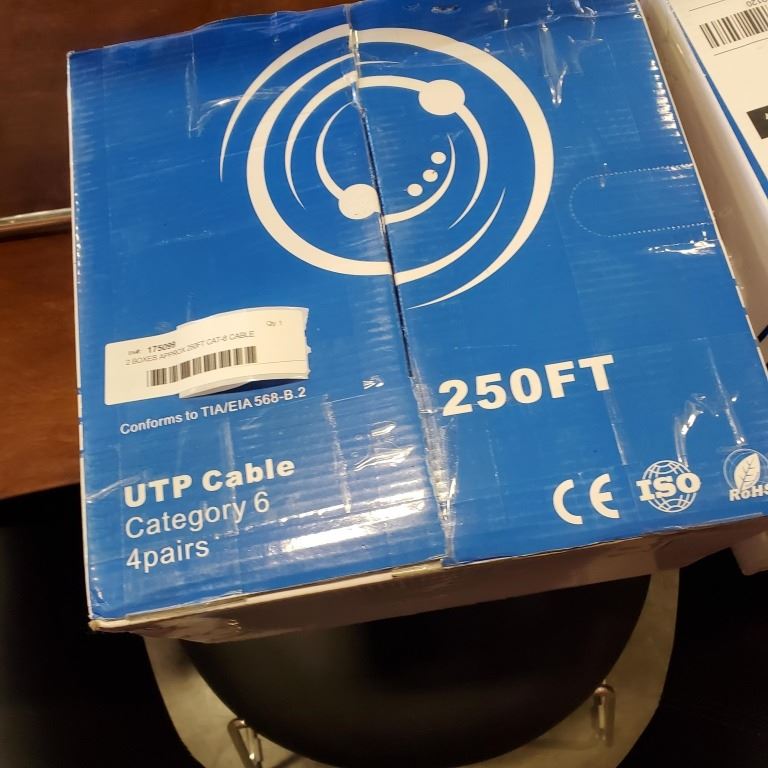 Inv#: 175099 Qty 1
2 BOXES APPROX 250FT CAT-6 CABLE
Conforms to TIA/EIA 568-B.2
250FT
UTP Cable
Category 6
4pairs
CE ISO RoHS